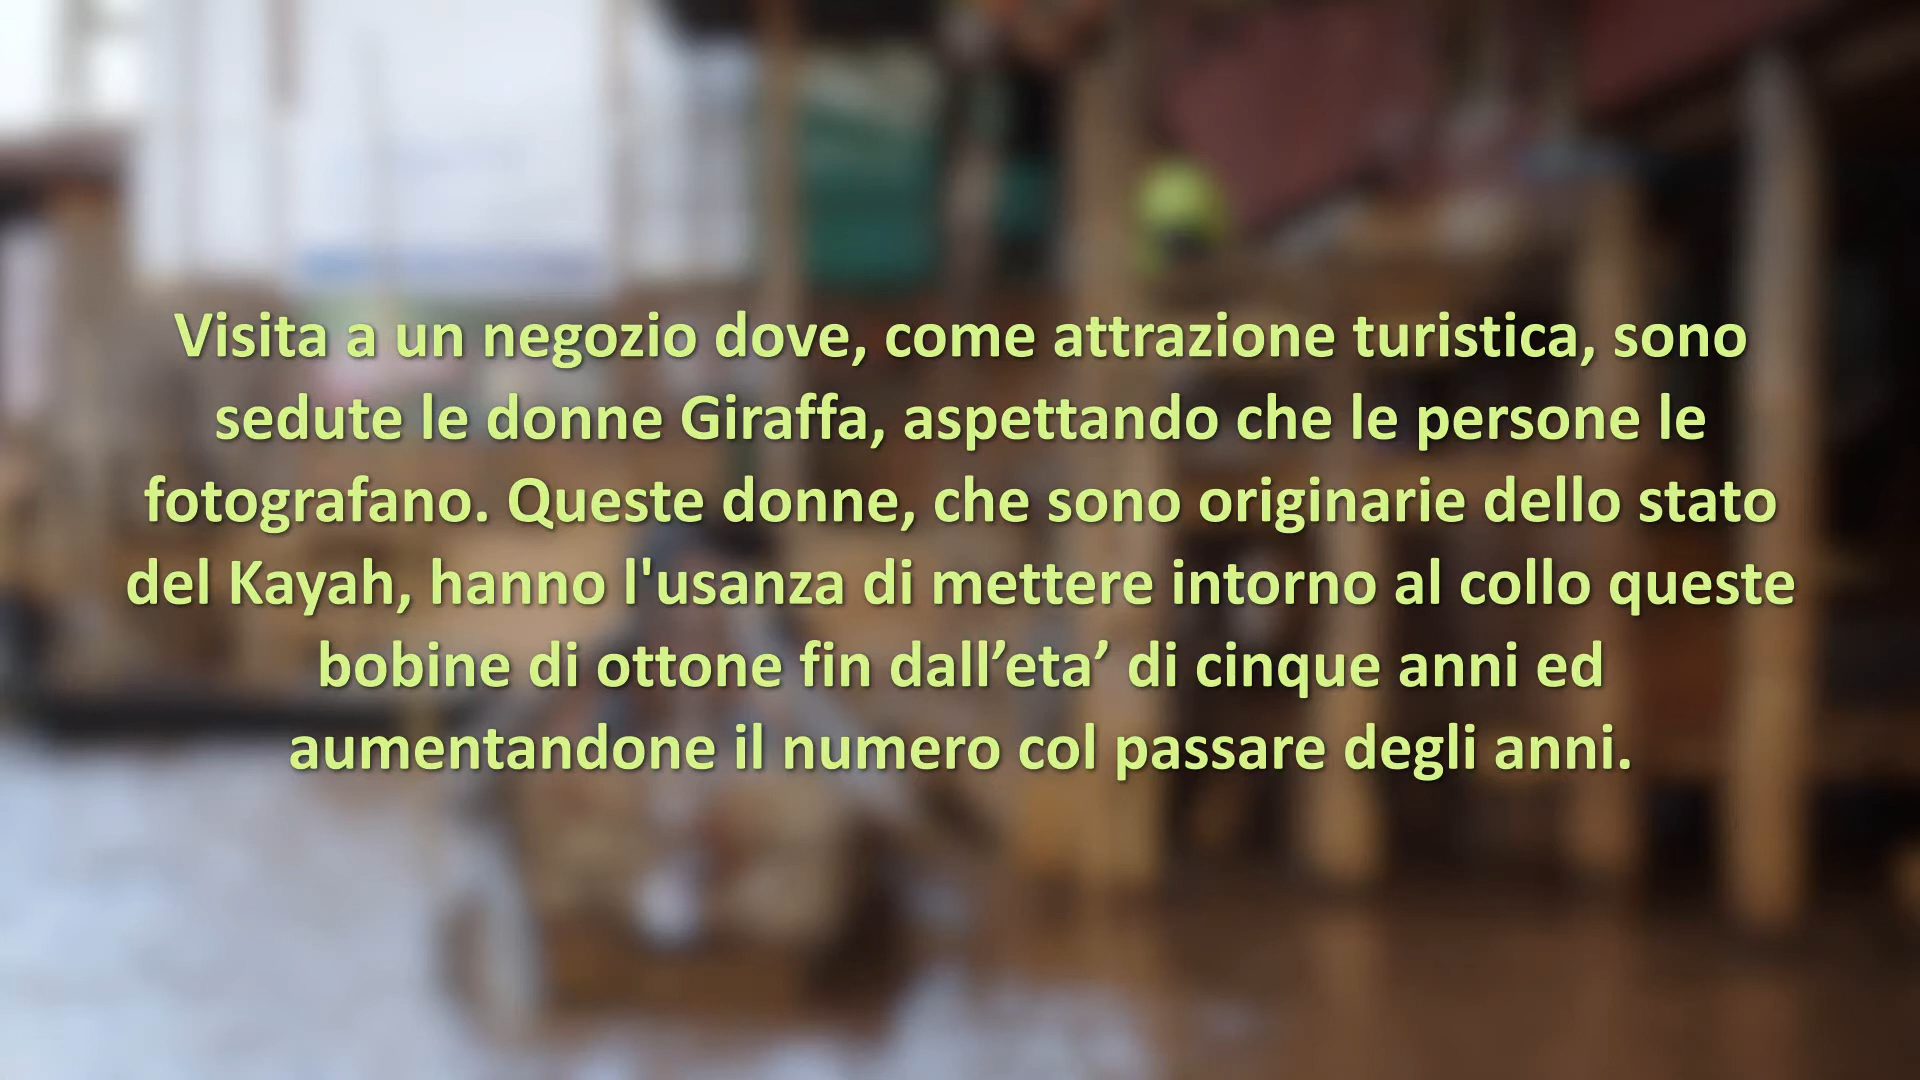 Visita a un negozio dove, come attrazione turistica, sono
sedute le donne Giraffa, aspettando che le persone le
fotografano. Queste donne, che sono originarie dello stato
del Kayah, hanno l'usanza di mettere intorno al collo queste
bobine di ottone fin dall’eta’ di cinque anni ed
aumentandone il numero col passare degli anni.